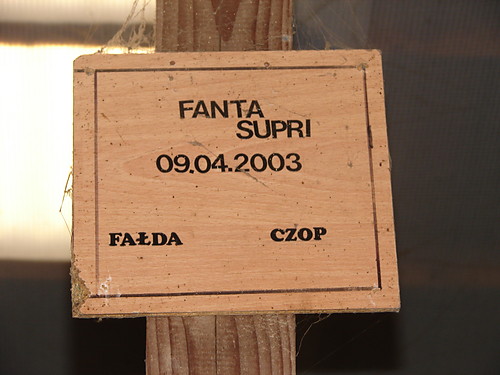 FANTA
SUPRI
09.04.2003
FAŁDA CZOP